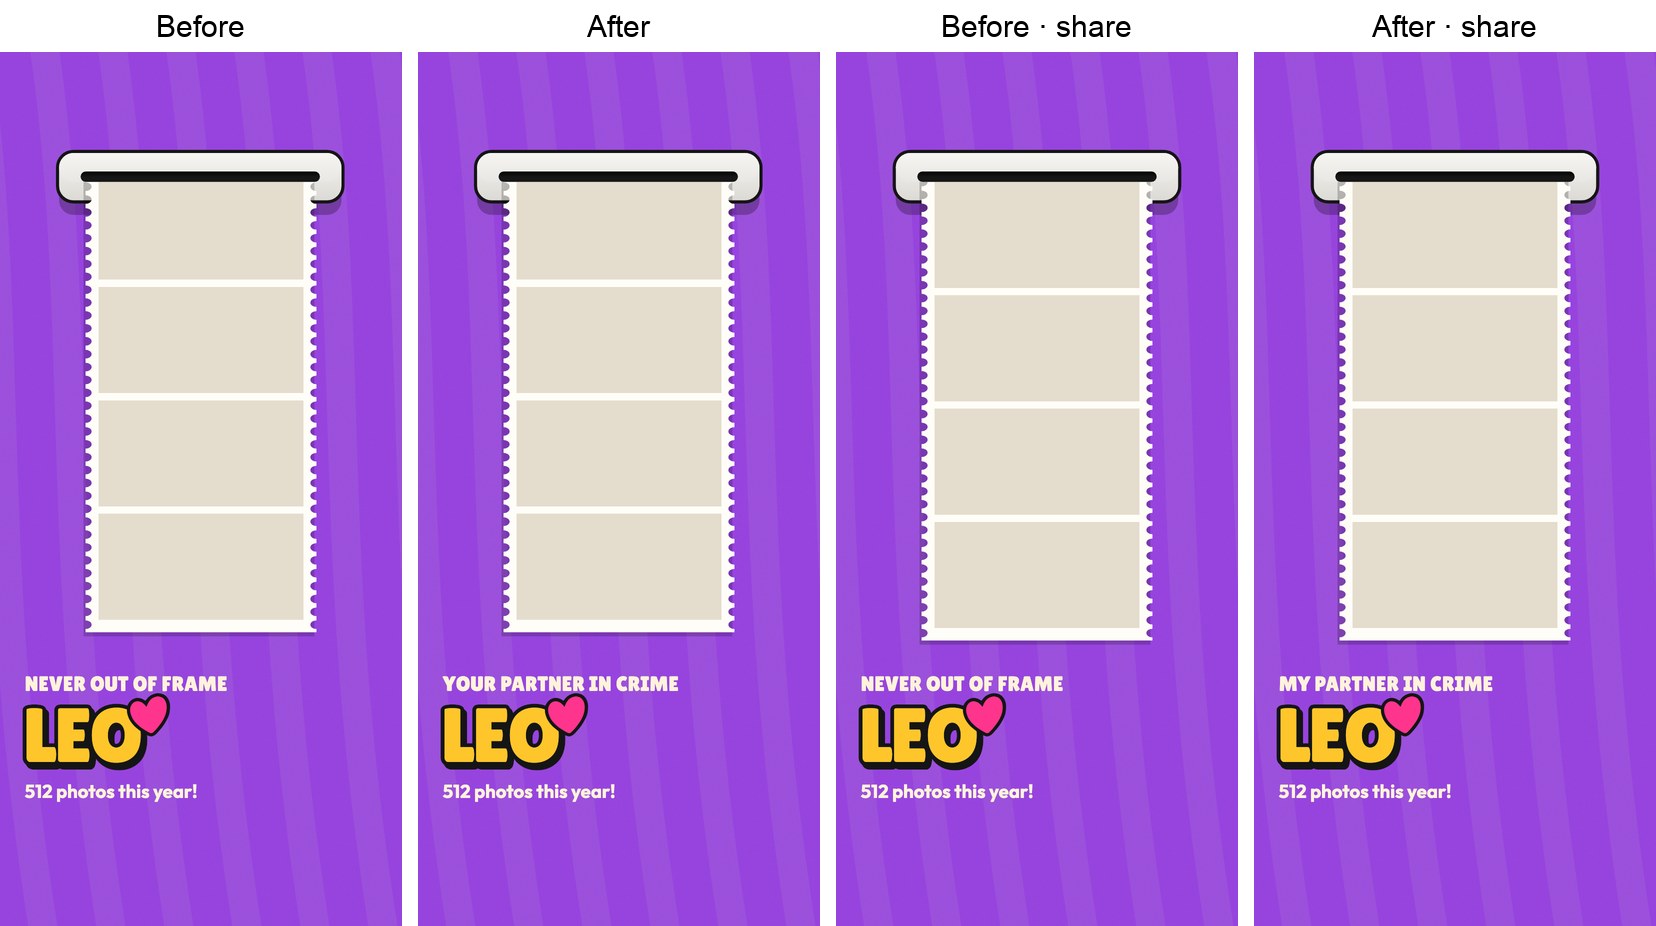 Before
NEVER OUT OF FRAME
LEO
512 photos this year!
After
YOUR PARTNER IN CRIME
LEO
512 photos this year!
Before · share
NEVER OUT OF FRAME
LEO
512 photos this year!
After · share
MY PARTNER IN CRIME
LEO
512 photos this year!